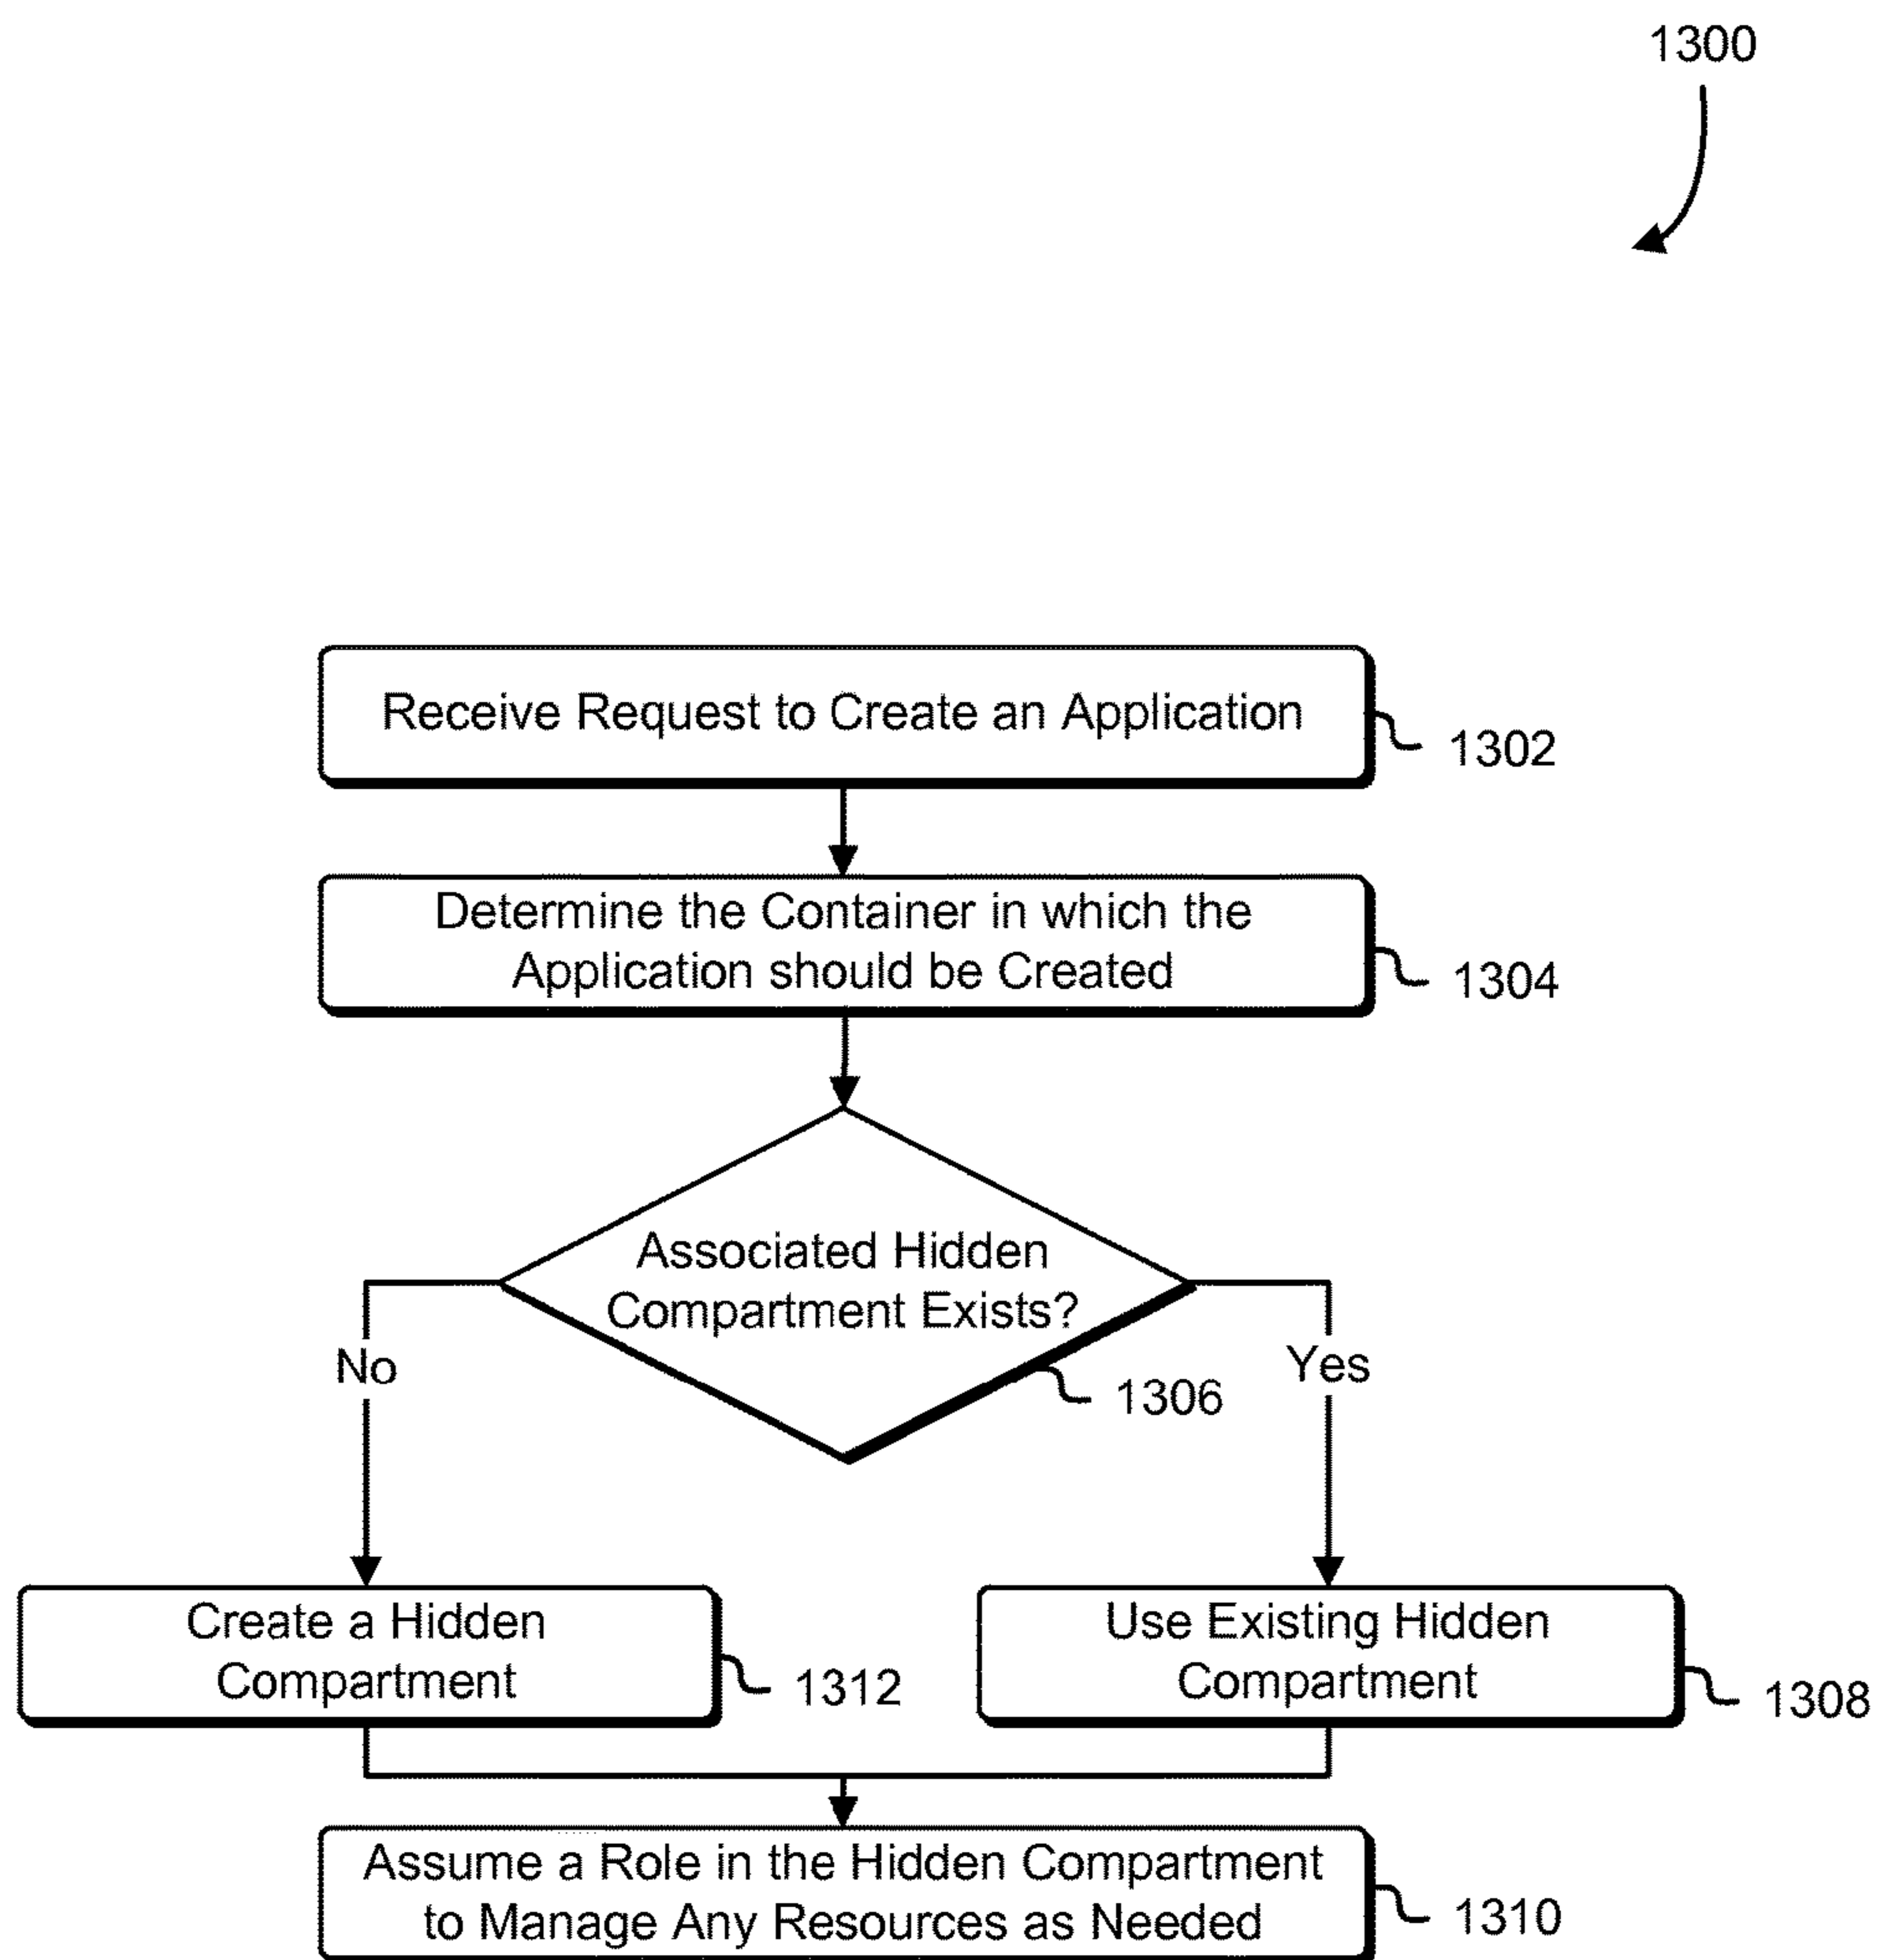 1300
Receive Request to Create an Application
1302
Determine the Container in which the
Application should be Created
1304
Associated Hidden
Compartment Exists?
1306
No
Yes
Create a Hidden
Compartment
1312
Use Existing Hidden
Compartment
1308
Assume a Role in the Hidden Compartment
to Manage Any Resources as Needed
1310